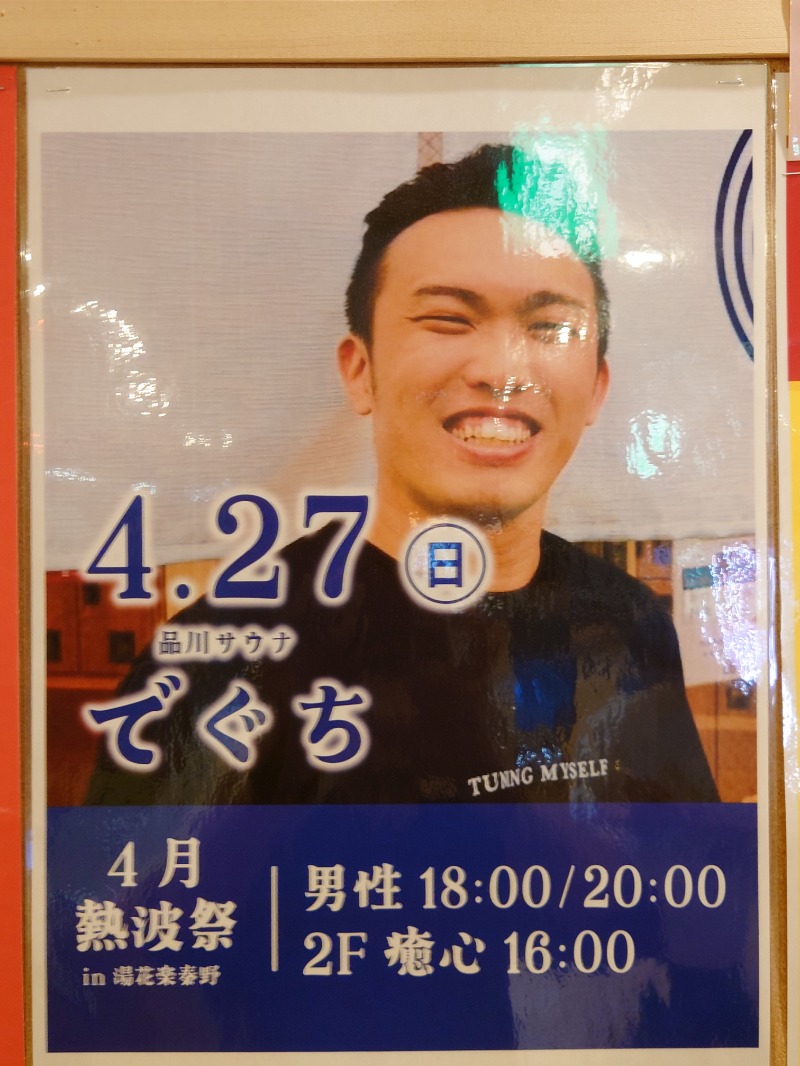 4.27 日
品川サウナ
でぐち
TUNNG MYSELF
4月
熱波祭
in 湯花楽秦野
男性 18:00/20:00
2F 癒心 16:00